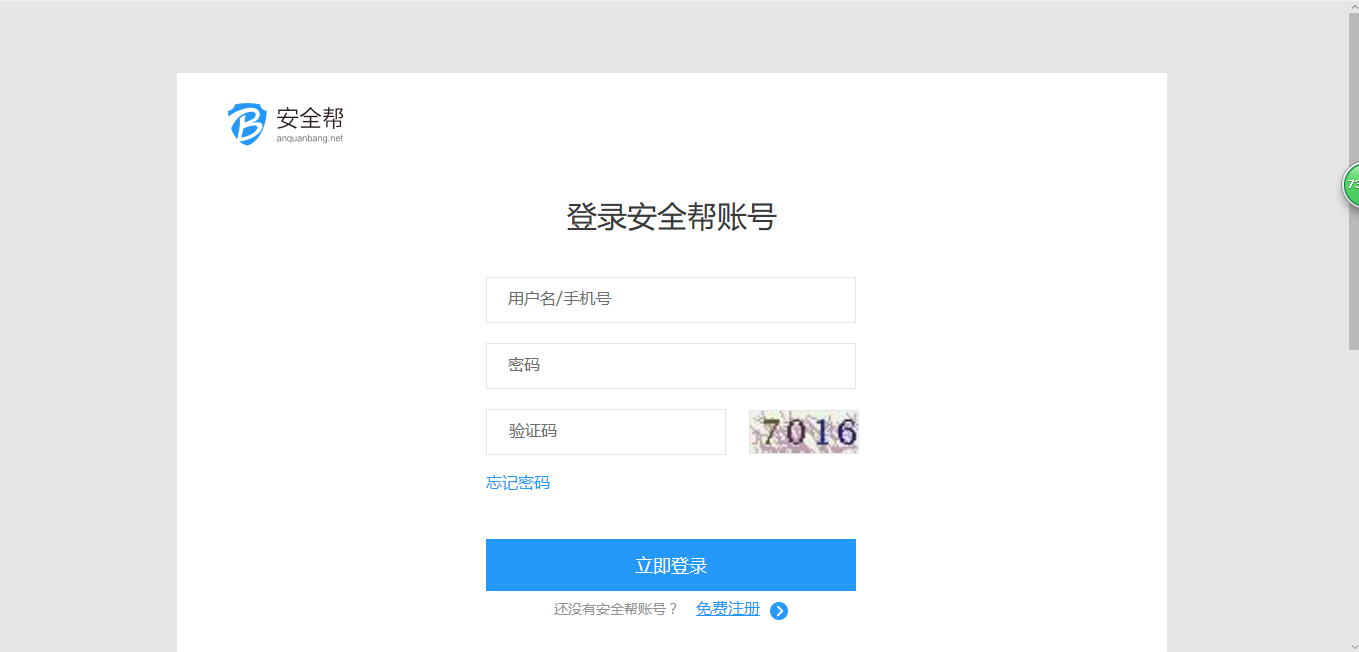 安全帮
anquanbang.net
登录安全帮账号
用户名/手机号
密码
验证码
7016
忘记密码
立即登录
还没有安全帮账号？ 免费注册